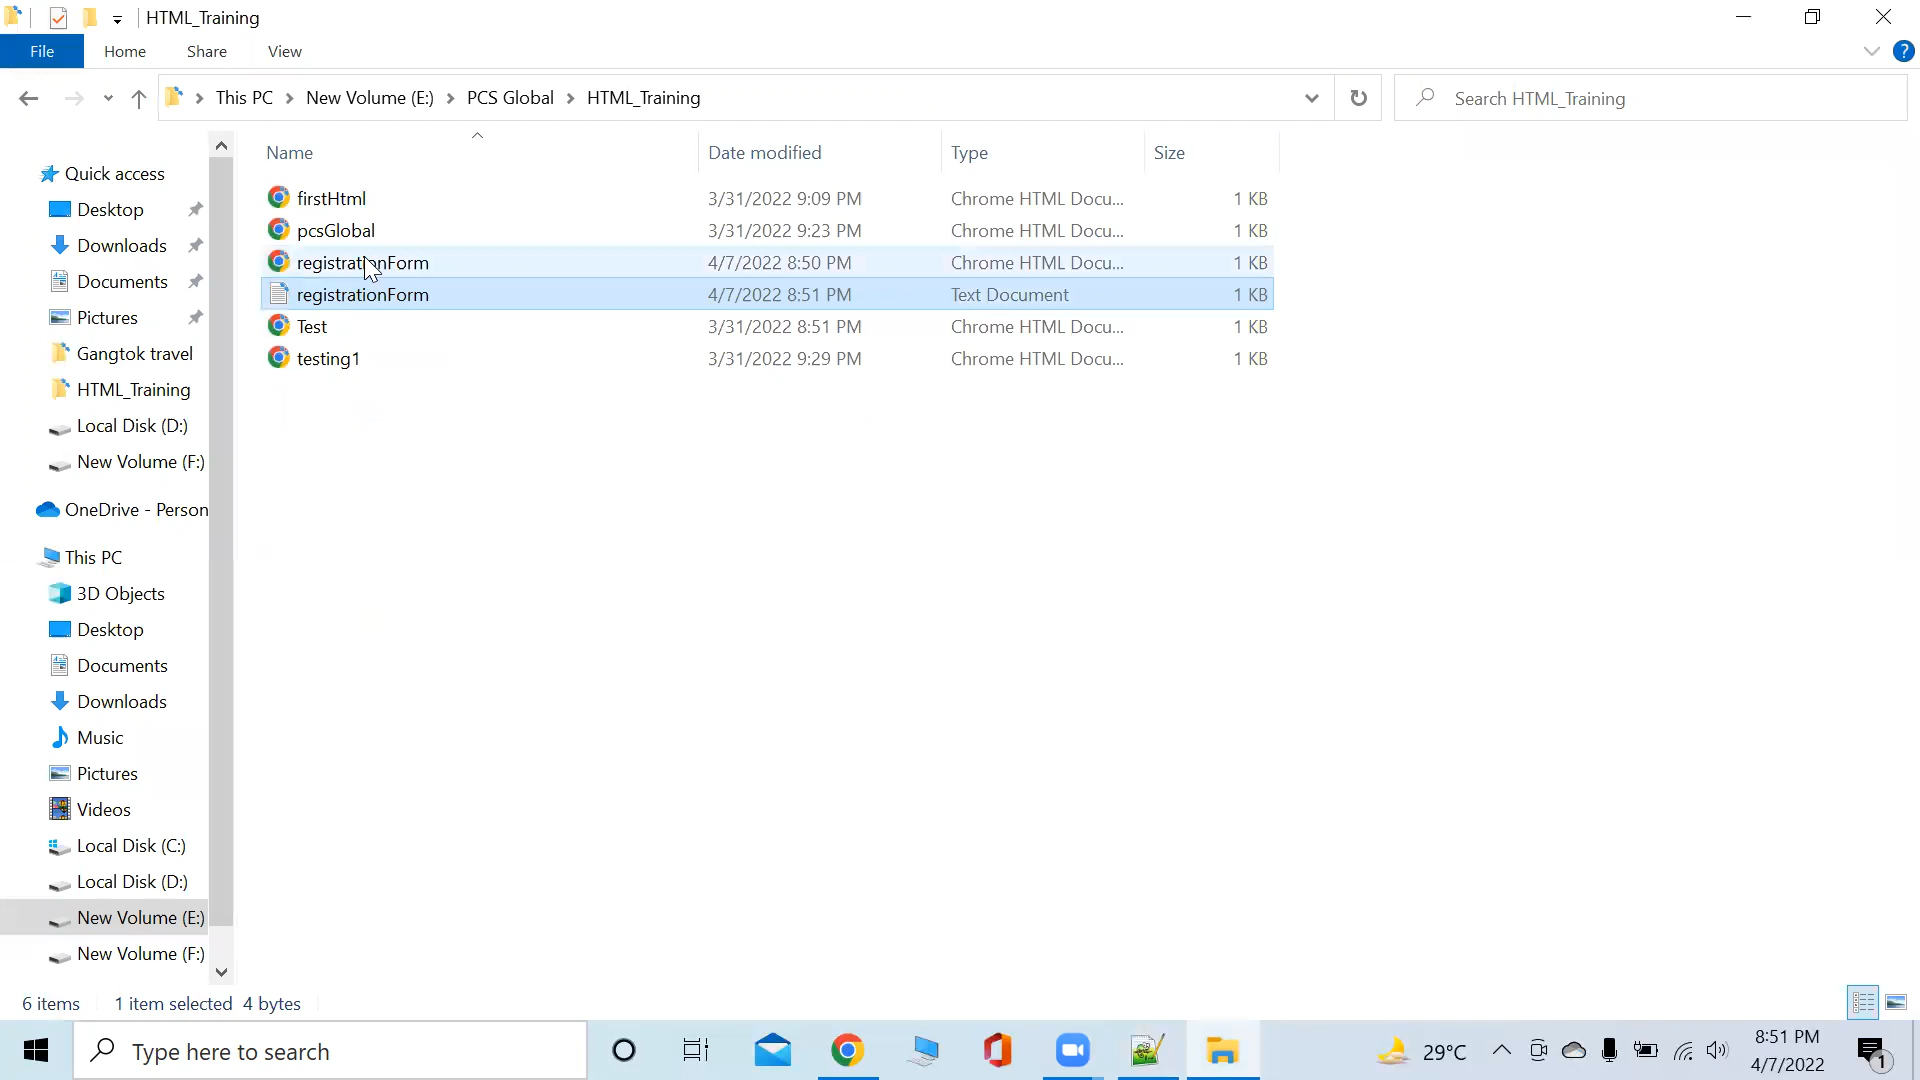 HTML_Training
File Home Share View
?
This PC New Volume (E:) PCS Global HTML_Training
Search HTML_Training
Name Date modified Type Size
firstHtml 3/31/2022 9:09 PM Chrome HTML Docu... 1 KB
pcsGlobal 3/31/2022 9:23 PM Chrome HTML Docu... 1 KB
registrationForm 4/7/2022 8:50 PM Chrome HTML Docu... 1 KB
registrationForm 4/7/2022 8:51 PM Text Document 1 KB
Test 3/31/2022 8:51 PM Chrome HTML Docu... 1 KB
testing1 3/31/2022 9:29 PM Chrome HTML Docu... 1 KB
Quick access
Desktop
Downloads
Documents
Pictures
Gangtok travel
HTML_Training
Local Disk (D:)
New Volume (F:)
OneDrive - Person
This PC
3D Objects
Desktop
Documents
Downloads
Music
Pictures
Videos
Local Disk (C:)
Local Disk (D:)
New Volume (E:)
New Volume (F:)
6 items 1 item selected 4 bytes
Type here to search
29°C
8:51 PM
4/7/2022
1